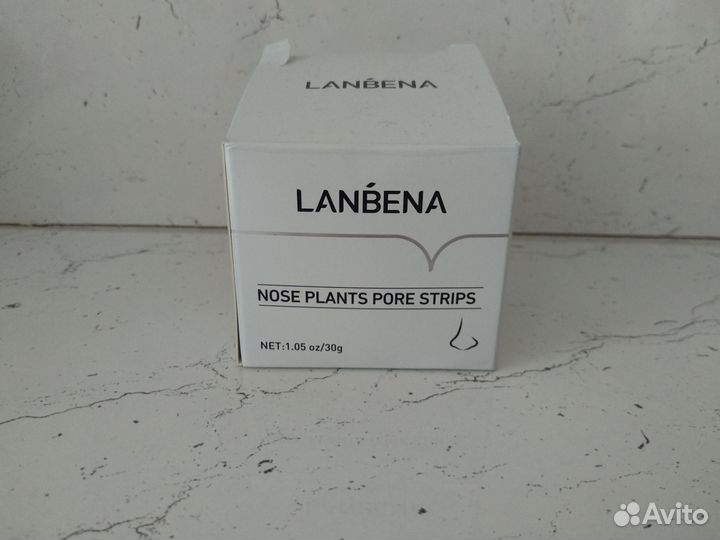 LANBENA
LANBENA
NOSE PLANTS PORE STRIPS
NET:1.05 oz/30g
Avito